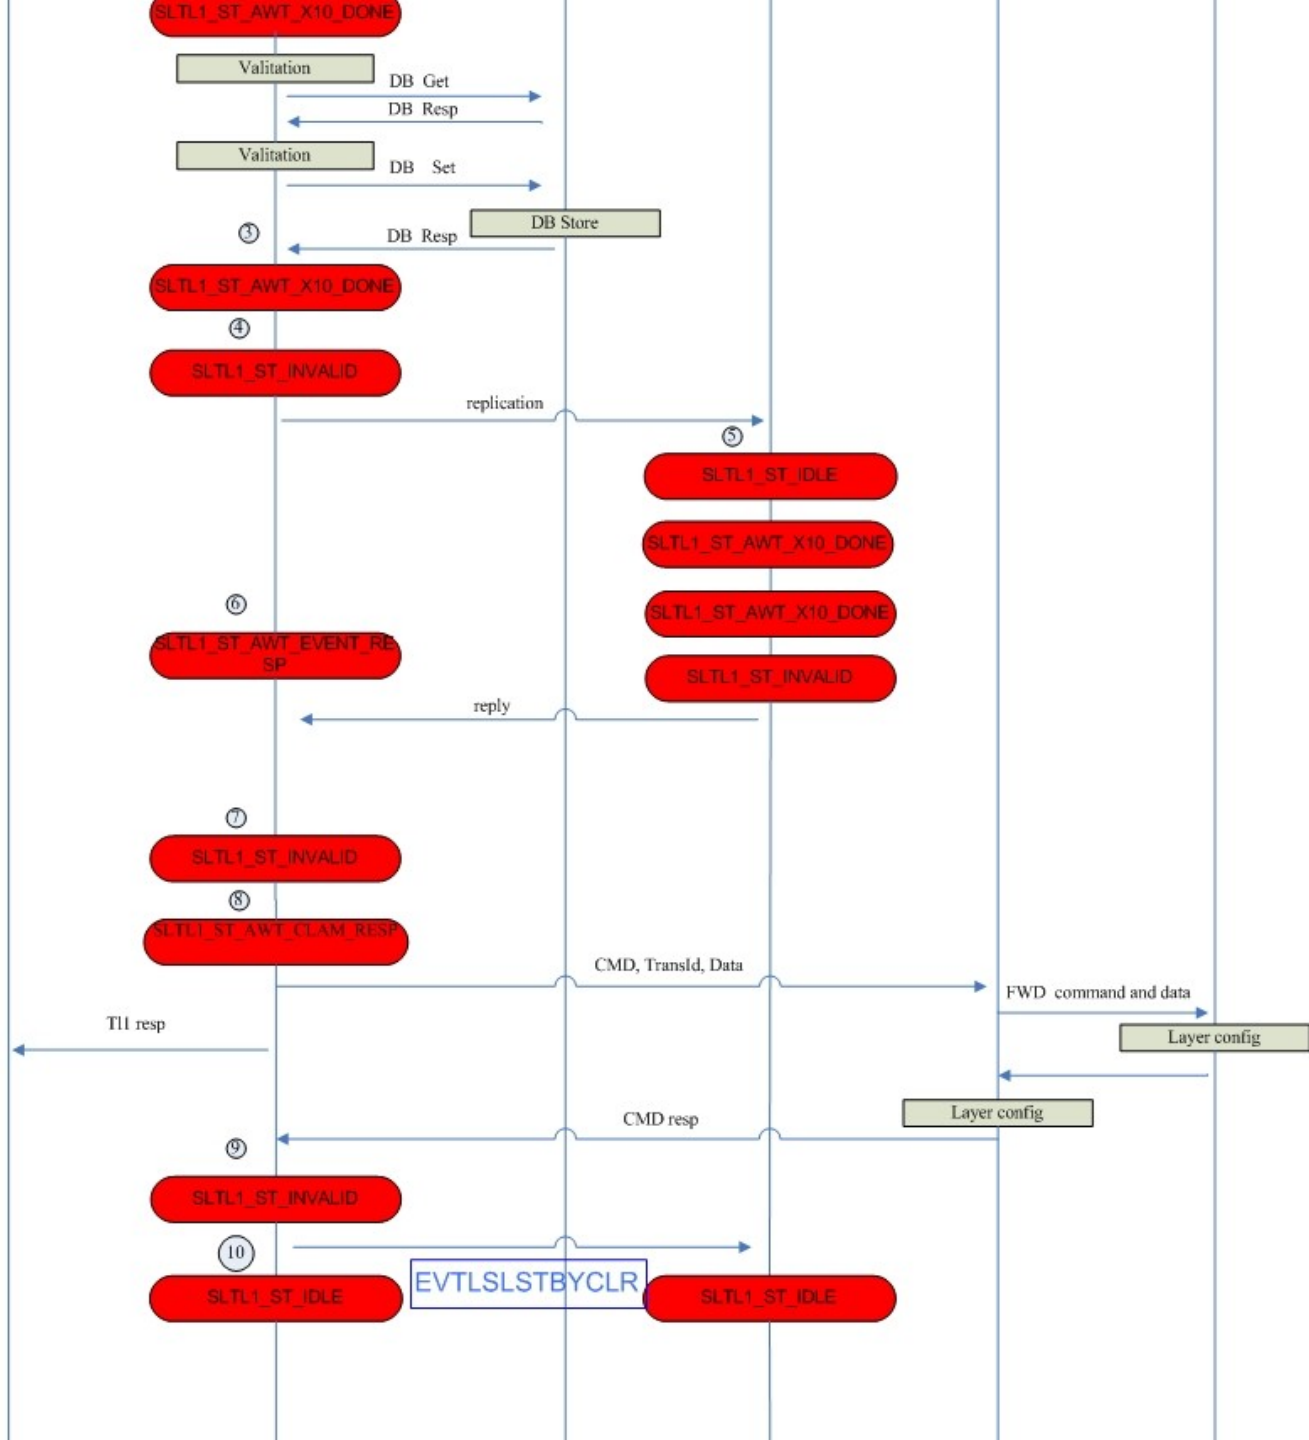 SLTL1_ST_AWT_X10_DONE
Valitation
DB Get
DB Resp
Valitation
DB Set
DB Store
3
DB Resp
SLTL1_ST_AWT_X10_DONE
4
SLTL1_ST_INVALID
replication
5
SLTL1_ST_IDLE
SLTL1_ST_AWT_X10_DONE
6
SLTL1_ST_AWT_X10_DONE
SLTL1_ST_AWT_EVENT_RE
SP
SLTL1_ST_INVALID
reply
7
SLTL1_ST_INVALID
8
SLTL1_ST_AWT_CLAM_RESP
CMD, TransId, Data
FWD command and data
Tl1 resp
Layer config
Layer config
CMD resp
9
SLTL1_ST_INVALID
10
EVTLSLSTBYCLR
SLTL1_ST_IDLE
SLTL1_ST_IDLE